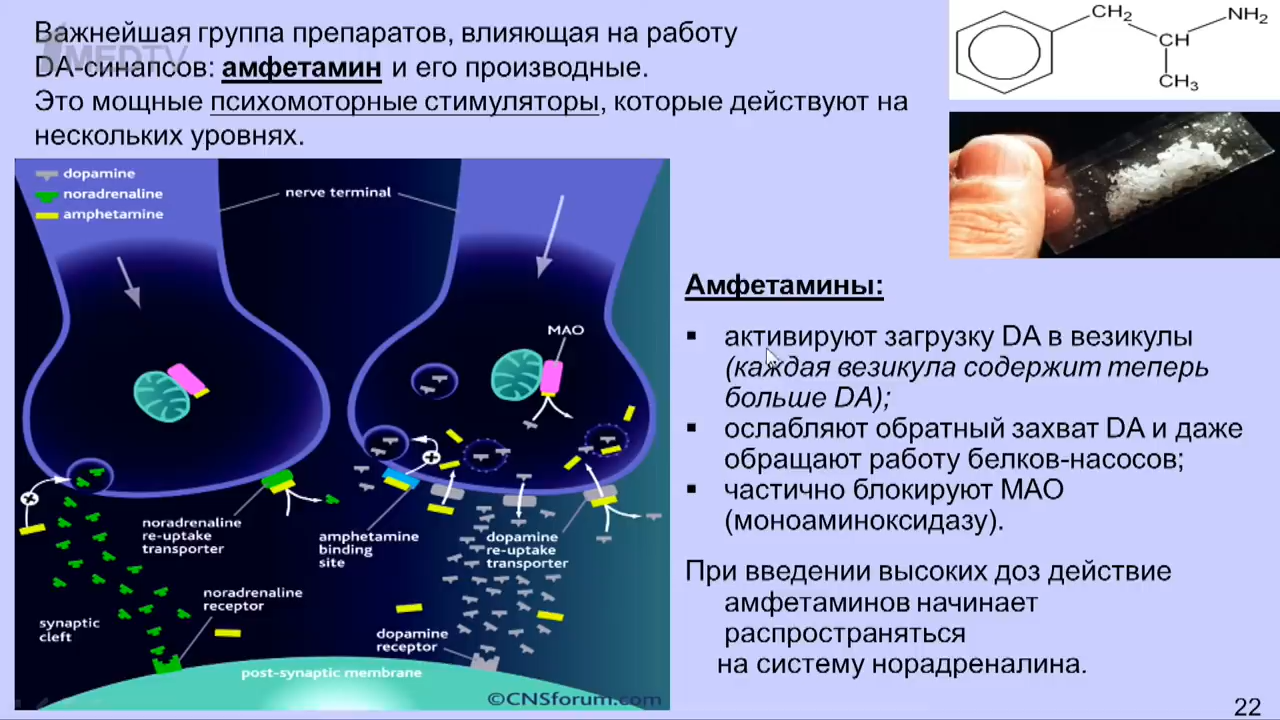 Важнейшая группа препаратов, влияющая на работу
DA-синапсов: амфетамин и его производные.
Это мощные психомоторные стимуляторы, которые действуют на
нескольких уровнях.
MEDTV
CH2
NH2
CH
CH3
dopamine
noradrenaline
amphetamine
nerve terminal
MAO
noradrenaline
re-uptake
transporter
amphetamine
binding
site
dopamine
re-uptake
transporter
noradrenaline
receptor
synaptic
cleft
dopamine
receptor
post-synaptic membrane
©CNSforum.com
Амфетамины:
▪ активируют загрузку DA в везикулы
(каждая везикула содержит теперь
больше DA);
▪ ослабляют обратный захват DA и даже
обращают работу белков-насосов;
▪ частично блокируют МАО
(моноаминоксидазу).
При введении высоких доз действие
амфетаминов начинает
распространяться
на систему норадреналина.
22